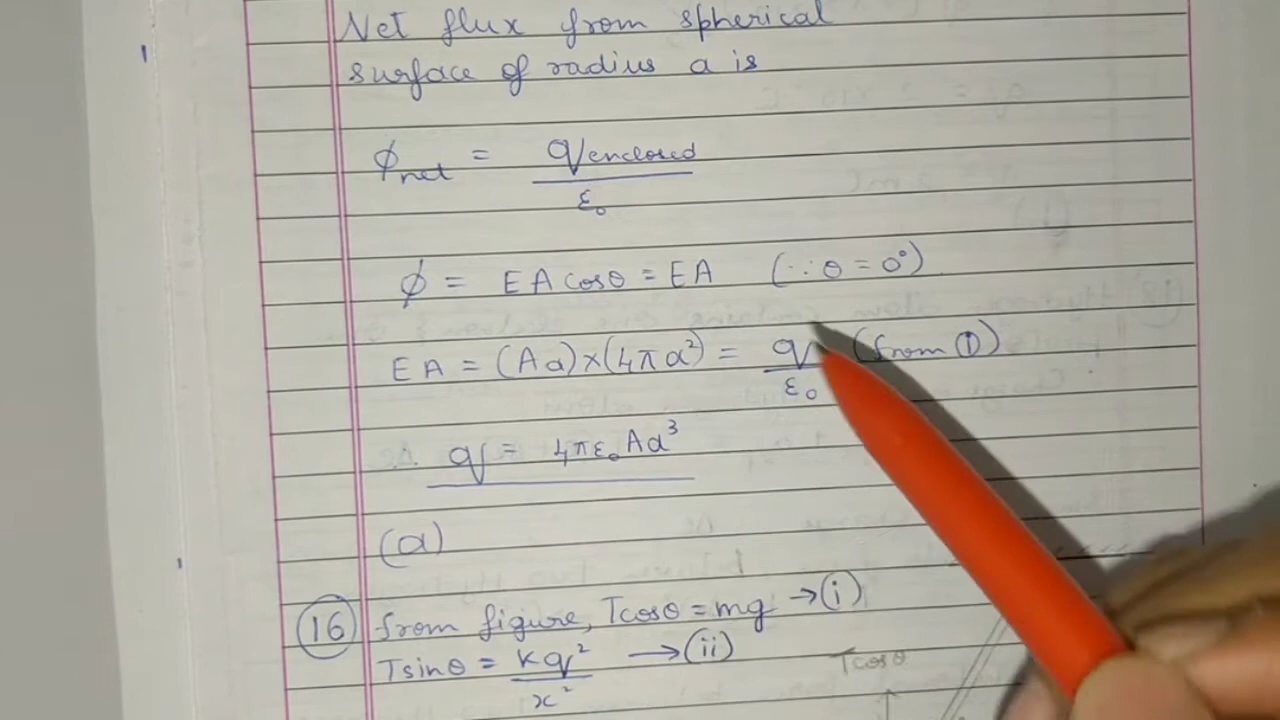 Net flux from spherical
surface of radius a is
ϕnet = qenclosed / ε₀
ϕ = EA cosθ = EA (∵ θ = 0°)
EA = (Aa)×(4πa²) = q / ε₀ (from ①)
q = 4πε₀Aa³
(a)
16 from figure, Tcosθ = mg → (i)
Tsinθ = Kq² / x² → (ii)
Tcosθ